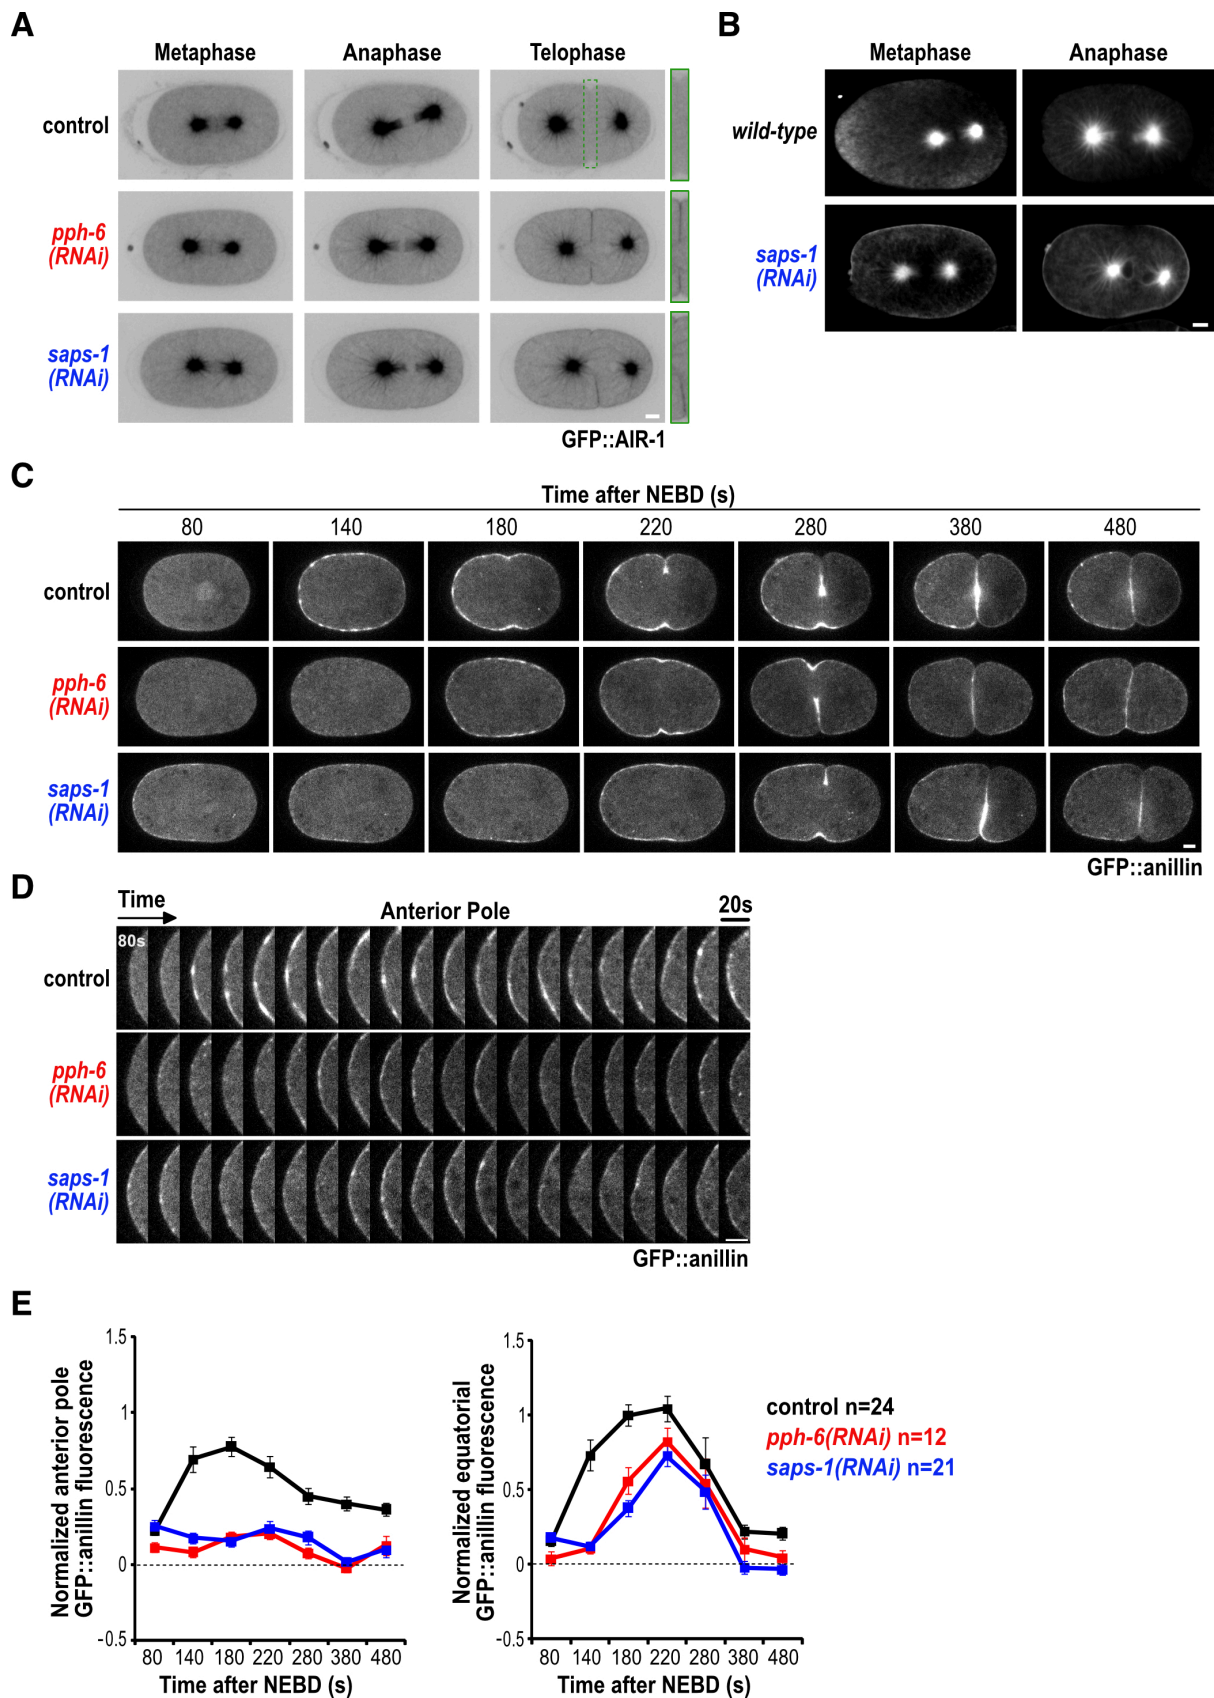 A
Metaphase Anaphase Telophase
control
pph-6
(RNAi)
saps-1
(RNAi)
GFP::AIR-1
B
Metaphase Anaphase
wild-type
saps-1
(RNAi)
C
Time after NEBD (s)
80 140 180 220 280 380 480
control
pph-6
(RNAi)
saps-1
(RNAi)
GFP::anillin
D
Time Anterior Pole 20s
80s
control
pph-6
(RNAi)
saps-1
(RNAi)
GFP::anillin
E
Normalized anterior pole
GFP::anillin fluorescence
1.5
1
0.5
0
-0.5
80 140 180 220 280 380 480
Time after NEBD (s)
Normalized equatorial
GFP::anillin fluorescence
1.5
1
0.5
0
-0.5
80 140 180 220 280 380 480
Time after NEBD (s)
control n=24
pph-6(RNAi) n=12
saps-1(RNAi) n=21